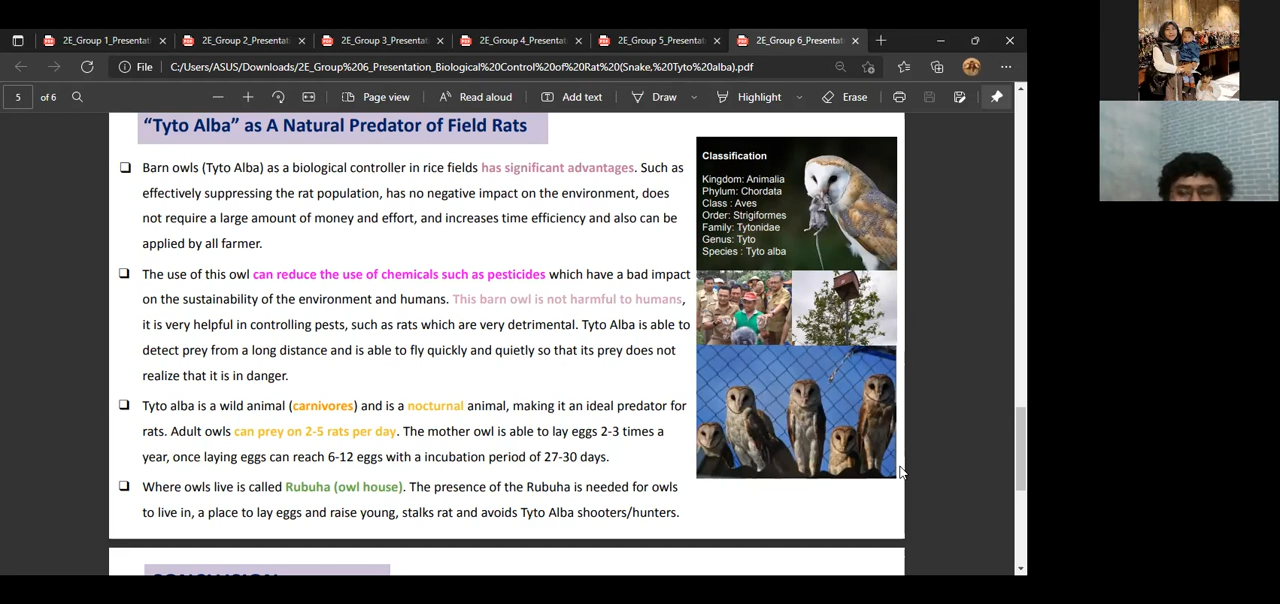 2E_Group 1_Presentati
2E_Group 2_Presentati
2E_Group 3_Presentati
2E_Group 4_Presentati
2E_Group 5_Presentati
2E_Group 6_Presentati
File
C:/Users/ASUS/Downloads/2E_Group%206_Presentation_Biological%20Control%20of%20Rat%20(Snake,%20Tyto%20alba).pdf
5 of 6
Page view
Read aloud
Add text
Draw
Highlight
Erase
“Tyto Alba” as A Natural Predator of Field Rats
Barn owls (Tyto Alba) as a biological controller in rice fields has significant advantages. Such as
effectively suppressing the rat population, has no negative impact on the environment, does
not require a large amount of money and effort, and increases time efficiency and also can be
applied by all farmer.
The use of this owl can reduce the use of chemicals such as pesticides which have a bad impact
on the sustainability of the environment and humans. This barn owl is not harmful to humans,
it is very helpful in controlling pests, such as rats which are very detrimental. Tyto Alba is able to
detect prey from a long distance and is able to fly quickly and quietly so that its prey does not
realize that it is in danger.
Tyto alba is a wild animal (carnivores) and is a nocturnal animal, making it an ideal predator for
rats. Adult owls can prey on 2-5 rats per day. The mother owl is able to lay eggs 2-3 times a
year, once laying eggs can reach 6-12 eggs with a incubation period of 27-30 days.
Where owls live is called Rubuha (owl house). The presence of the Rubuha is needed for owls
to live in, a place to lay eggs and raise young, stalks rat and avoids Tyto Alba shooters/hunters.
Classification
Kingdom: Animalia
Phylum: Chordata
Class : Aves
Order: Strigiformes
Family: Tytonidae
Genus: Tyto
Species : Tyto alba
CONCLUSION